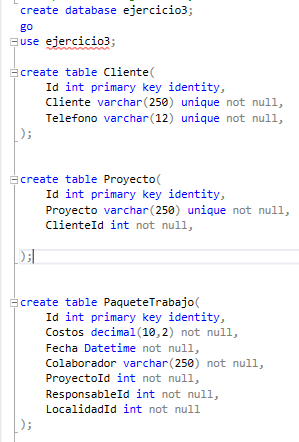 create database ejercicio3;
go
use ejercicio3;
create table Cliente(
Id int primary key identity,
Cliente varchar(250) unique not null,
Telefono varchar(12) unique not null,
);
create table Proyecto(
Id int primary key identity,
Proyecto varchar(250) unique not null,
ClienteId int not null,
);
create table PaqueteTrabajo(
Id int primary key identity,
Costos decimal(10,2) not null,
Fecha Datetime not null,
Colaborador varchar(250) not null,
ProyectoId int not null,
ResponsableId int not null,
LocalidadId int not null
);